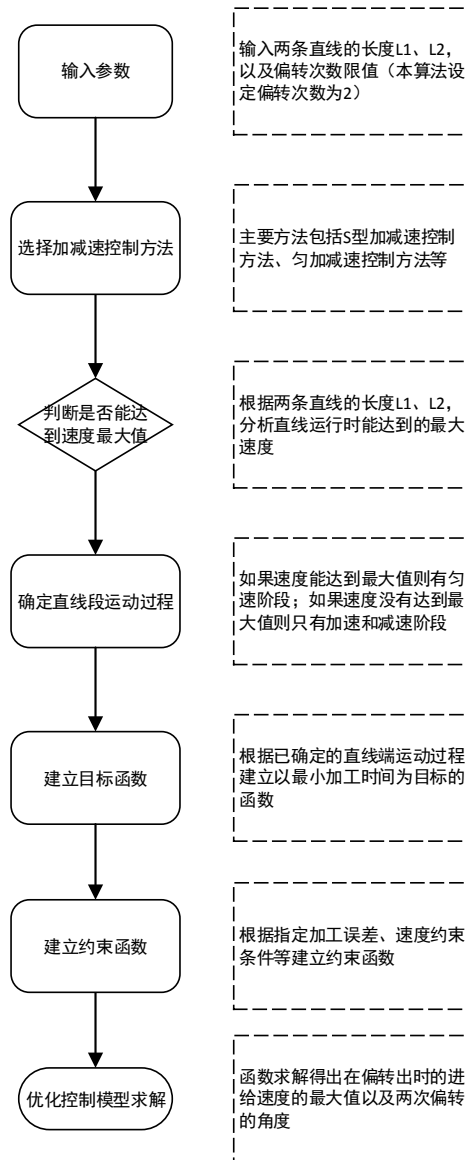 输入参数
输入两条直线的长度L1、L2,
以及偏转次数限值（本算法设
定偏转次数为2）
选择加减速控制方法
主要方法包括S型加减速控制
方法、匀加减速控制方法等
判断是否能达
到速度最大值
根据两条直线的长度L1、L2,
分析直线运行时能达到的最大
速度
确定直线段运动过程
如果速度能达到最大值则有匀
速阶段；如果速度没有达到最
大值则只有加速和减速阶段
建立目标函数
根据已确定的直线端运动过程
建立以最小加工时间为目标的
函数
建立约束函数
根据指定加工误差、速度约束
条件等建立约束函数
优化控制模型求解
函数求解得出在偏转出时的进
给速度的最大值以及两次偏转
的角度